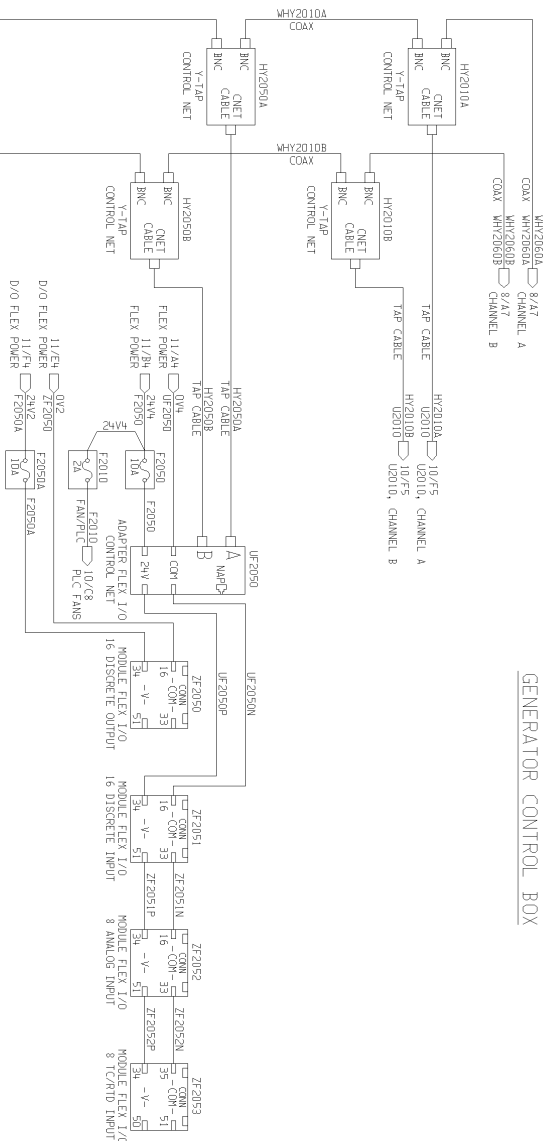 GENERATOR CONTROL BOX
WHY2060A
COAX WHY2060A
8/A7
CHANNEL A
WHY2060B
COAX WHY2060B
8/A7
CHANNEL B
WHY2010A
COAX
HY2050A
BNC
BNC
CNET
CABLE
Y-TAP
CONTROL NET
HY2010A
BNC
BNC
CNET
CABLE
Y-TAP
CONTROL NET
WHY2010B
COAX
HY2050B
BNC
BNC
CNET
CABLE
Y-TAP
CONTROL NET
HY2010B
BNC
BNC
CNET
CABLE
Y-TAP
CONTROL NET
TAP CABLE
HY2010A
U2010
10/F5
U2010, CHANNEL A
TAP CABLE
HY2010B
U2010
10/F5
U2010, CHANNEL B
HY2050A
TAP CABLE
HY2050B
TAP CABLE
11/A4
FLEX POWER
0V4
UF2050
11/B4
FLEX POWER
24V4
F2050
11/E4
D/O FLEX POWER
0V2
ZF2050
11/F4
D/O FLEX POWER
24V2
F2050A
24V4
F2050
10A
F2050
F2010
2A
F2010
FAN/PLC
10/C8
PLC FANS
F2050A
10A
F2050A
UF2050
A
B
NAP
COM
24V
ADAPTER FLEX I/O
CONTROL NET
UF2050N
UF2050P
ZF2050
CONN
16 -COM- 33
34 -V- 51
MODULE FLEX I/O
16 DISCRETE OUTPUT
ZF2051
CONN
16 -COM- 33
34 -V- 51
MODULE FLEX I/O
16 DISCRETE INPUT
ZF2051N
ZF2051P
ZF2052
CONN
16 -COM- 33
34 -V- 51
MODULE FLEX I/O
8 ANALOG INPUT
ZF2052N
ZF2052P
ZF2053
CONN
35 -COM- 51
34 -V- 50
MODULE FLEX I/O
8 TC/RTD INPUT